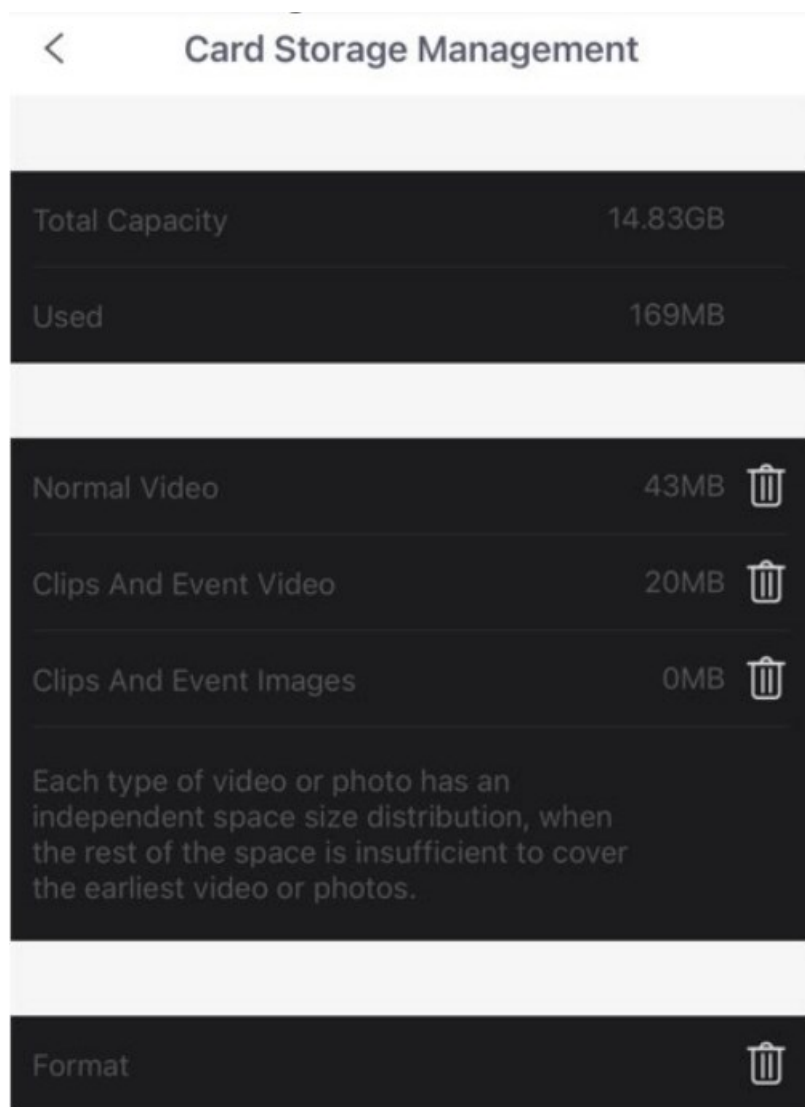 Card Storage Management
Total Capacity 14.83GB
Used 169MB
Normal Video 43MB
Clips And Event Video 20MB
Clips And Event Images 0MB
Each type of video or photo has an
independent space size distribution, when
the rest of the space is insufficient to cover
the earliest video or photos.
Format